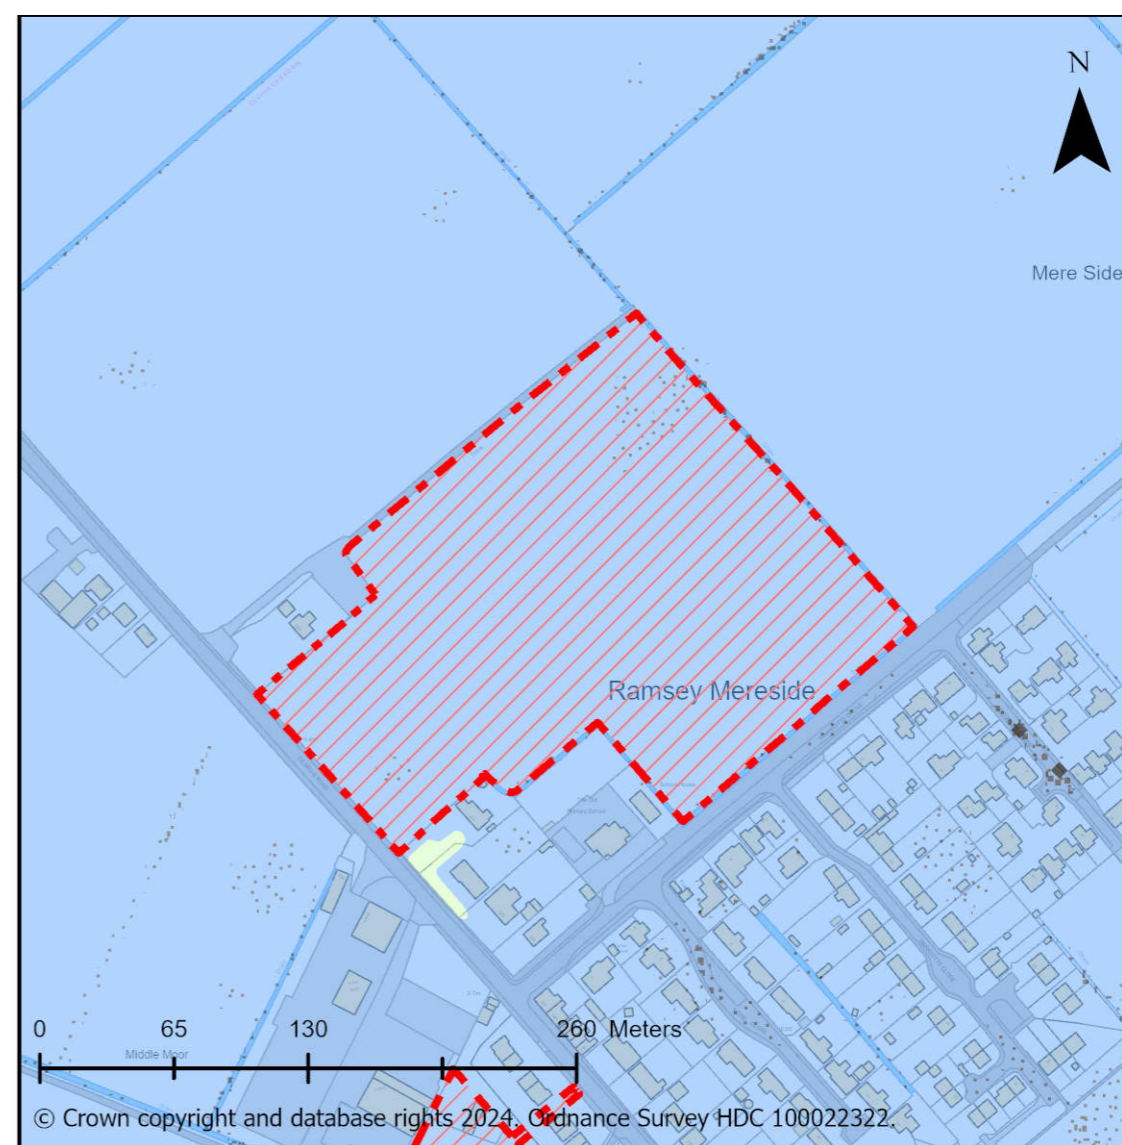 N
Mere Side
Ramsey Mereside
0 65 130 260 Meters
Middle Moor
© Crown copyright and database rights 2024. Ordnance Survey HDC 100022322.